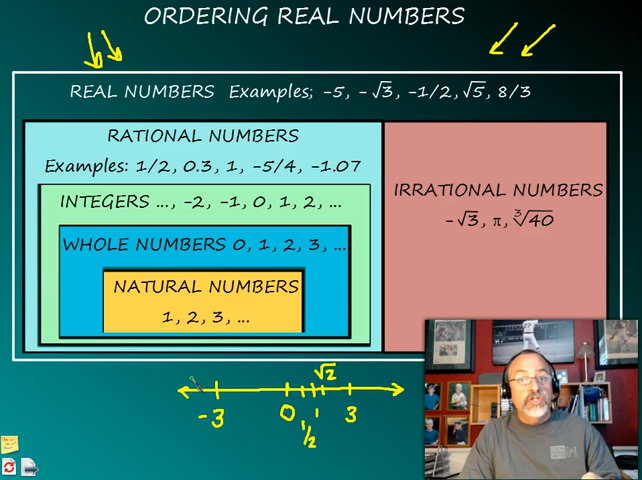 ORDERING REAL NUMBERS
REAL NUMBERS Examples; -5, -√3, -1/2, √5, 8/3
RATIONAL NUMBERS
Examples: 1/2, 0.3, 1, -5/4, -1.07
INTEGERS ..., -2, -1, 0, 1, 2, ...
WHOLE NUMBERS 0, 1, 2, 3, ...
NATURAL NUMBERS
1, 2, 3, ...
IRRATIONAL NUMBERS
-√3, π, ∛40
√2
-3 0 1 3
1/2